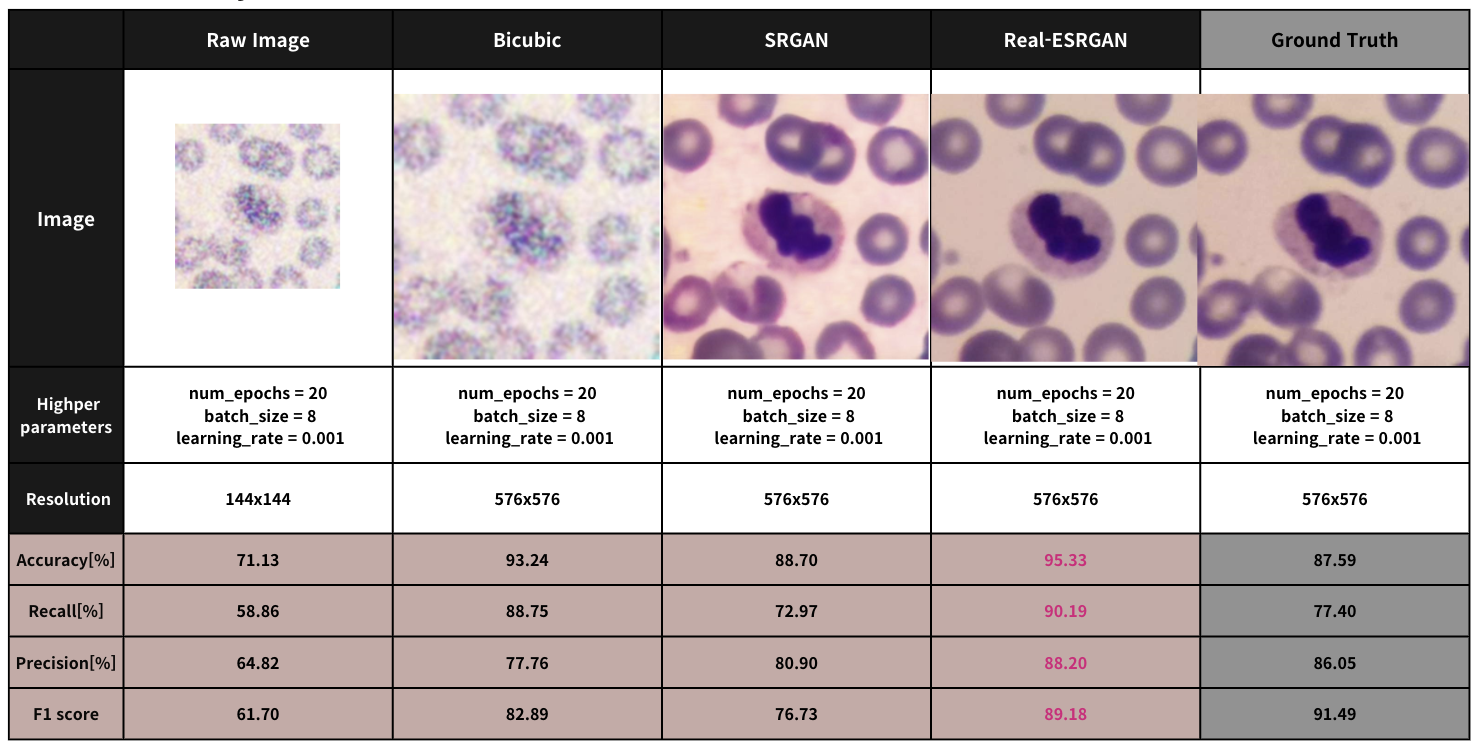 Raw Image Bicubic SRGAN Real-ESRGAN Ground Truth
Image
Highper
parameters
num_epochs = 20
batch_size = 8
learning_rate = 0.001
num_epochs = 20
batch_size = 8
learning_rate = 0.001
num_epochs = 20
batch_size = 8
learning_rate = 0.001
num_epochs = 20
batch_size = 8
learning_rate = 0.001
num_epochs = 20
batch_size = 8
learning_rate = 0.001
Resolution 144x144 576x576 576x576 576x576 576x576
Accuracy[%] 71.13 93.24 88.70 95.33 87.59
Recall[%] 58.86 88.75 72.97 90.19 77.40
Precision[%] 64.82 77.76 80.90 88.20 86.05
F1 score 61.70 82.89 76.73 89.18 91.49